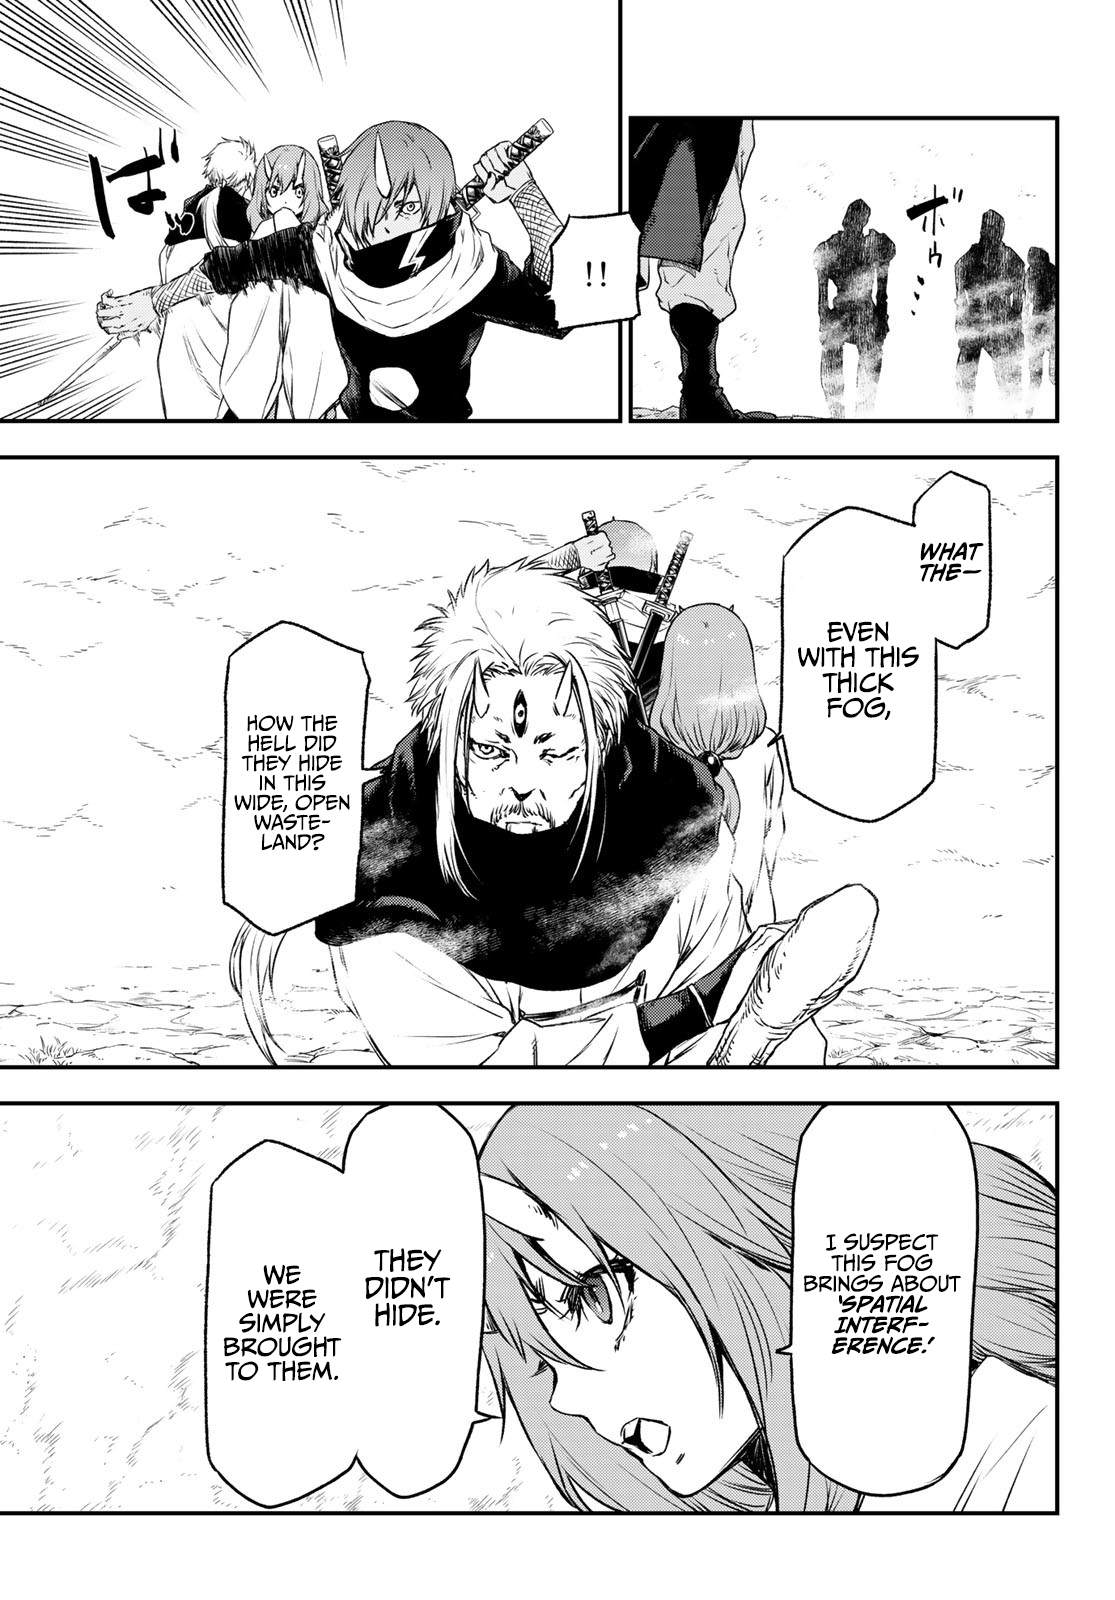 ボゥ
!!
ばっ
WHAT
THE—
EVEN
WITH THIS
THICK
FOG,
HOW THE
HELL DID
THEY HIDE
IN THIS
WIDE, OPEN
WASTE-
LAND?
I SUSPECT
THIS FOG
BRINGS ABOUT
'SPATIAL
INTERF-
ERENCE.'
THEY
DIDN'T
HIDE.
WE
WERE
SIMPLY
BROUGHT
TO THEM.